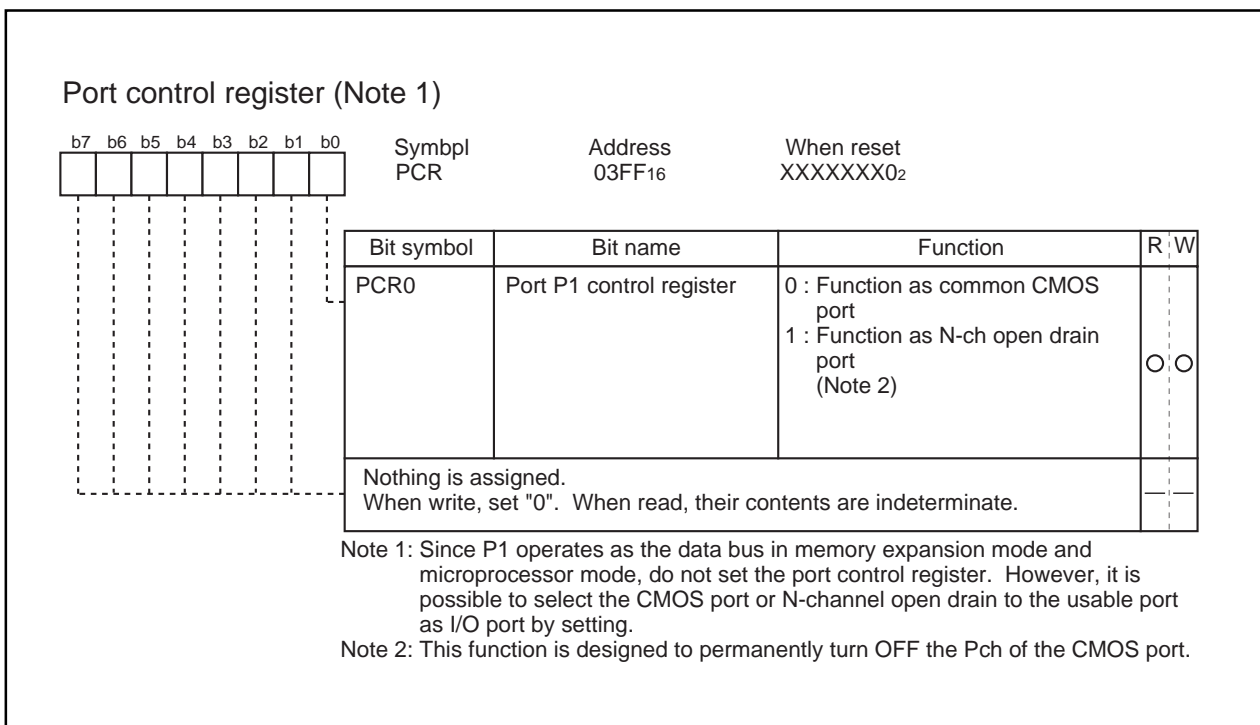 Port control register (Note 1)
b7 b6 b5 b4 b3 b2 b1 b0
Symbpl Address When reset
PCR 03FF16 XXXXXXX02
Bit symbol Bit name Function R W
PCR0 Port P1 control register 0 : Function as common CMOS
port
1 : Function as N-ch open drain
port
(Note 2)
Nothing is assigned.
When write, set "0". When read, their contents are indeterminate.
Note 1: Since P1 operates as the data bus in memory expansion mode and
microprocessor mode, do not set the port control register. However, it is
possible to select the CMOS port or N-channel open drain to the usable port
as I/O port by setting.
Note 2: This function is designed to permanently turn OFF the Pch of the CMOS port.